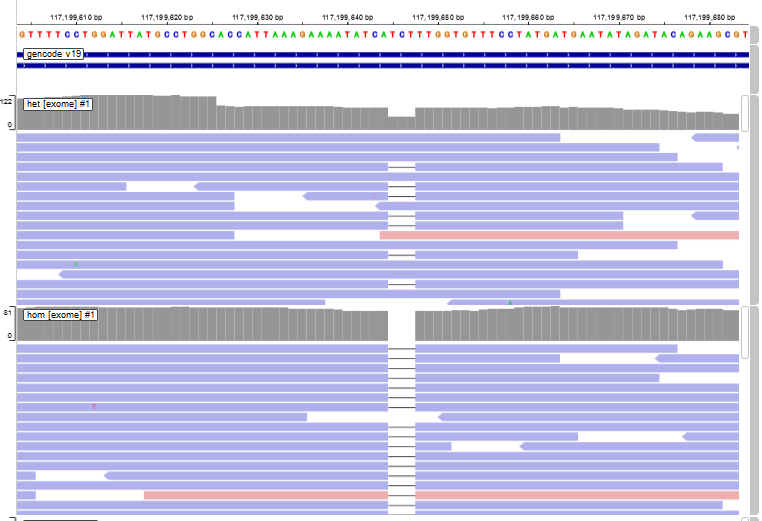 117,199,610 bp 117,199,620 bp 117,199,630 bp 117,199,640 bp 117,199,650 bp 117,199,660 bp 117,199,670 bp 117,199,680 bp
G T T T T C C T G G A T T A T G C C T G G C A C C A T T A A A G A A A A T A T C A T C T T T G G T G T T T C C T A T G A T G A A T A T A G A T A C A G A A G C G T
gencode v19
122 het [exome] #1
0
T
A
A
81 hom [exome] #1
0
T